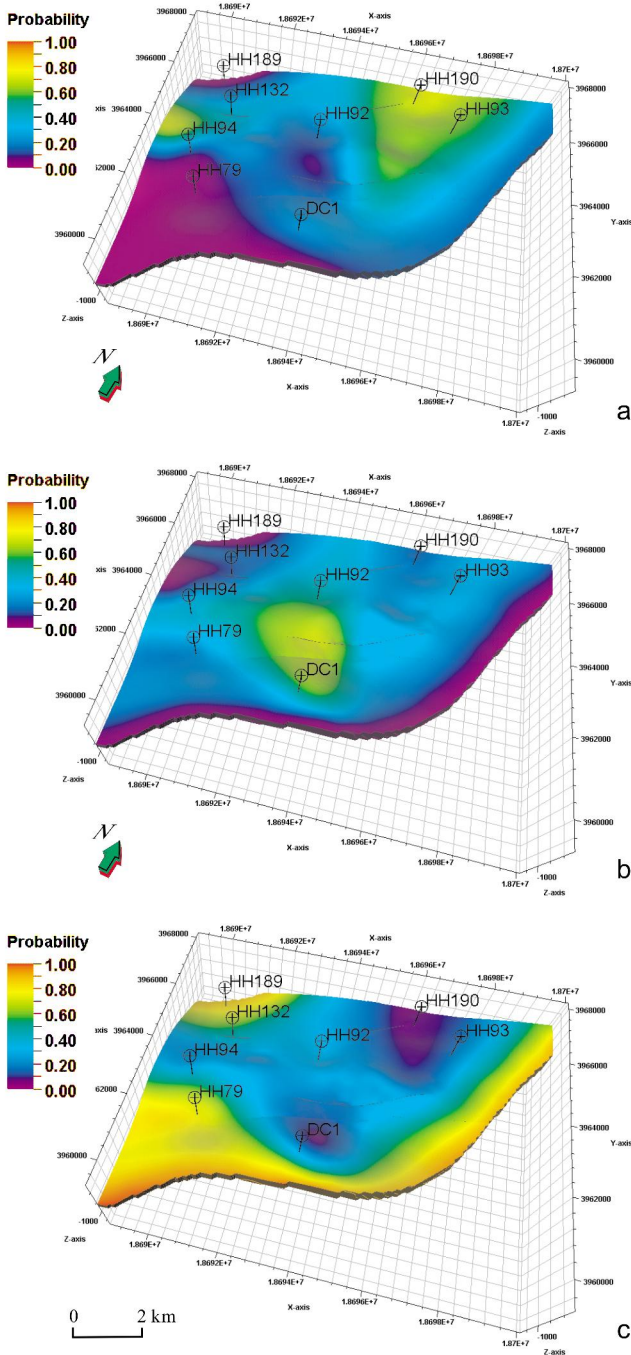 3968000
1.869E+7
X-axis
1.8692E+7
1.8694E+7
1.8696E+7
1.8698E+7
1.87E+7
Probability
1.00
0.80
0.60
0.40
0.20
0.00
3966000
HH189
HH190
3968000
HH132
HH93
xis
3964000
HH92
HH94
3966000
HH79
62000
DC1
3964000
Y-axis
3960000
3962000
-1000
Z-axis
1.869E+7
3960000
1.8692E+7
N
1.8694E+7
X-axis
1.8696E+7
1.8698E+7
1.87E+7
-1000
Z-axis
a
3968000
1.869E+7
X-axis
1.8692E+7
1.8694E+7
1.8696E+7
1.8698E+7
1.87E+7
Probability
1.00
0.80
0.60
0.40
0.20
0.00
3966000
HH189
HH190
3968000
HH132
HH93
xis
3964000
HH92
HH94
3966000
HH79
62000
DC1
3964000
Y-axis
3960000
3962000
-1000
Z-axis
1.869E+7
3960000
1.8692E+7
N
1.8694E+7
X-axis
1.8696E+7
1.8698E+7
1.87E+7
-1000
Z-axis
b
3968000
1.869E+7
X-axis
1.8692E+7
1.8694E+7
1.8696E+7
1.8698E+7
1.87E+7
Probability
1.00
0.80
0.60
0.40
0.20
0.00
3966000
HH189
HH190
3968000
HH132
HH93
xis
3964000
HH92
HH94
3966000
HH79
62000
DC1
3964000
Y-axis
3960000
3962000
-1000
Z-axis
1.869E+7
3960000
1.8692E+7
1.8694E+7
X-axis
1.8696E+7
1.8698E+7
1.87E+7
-1000
Z-axis
0 2 km
c